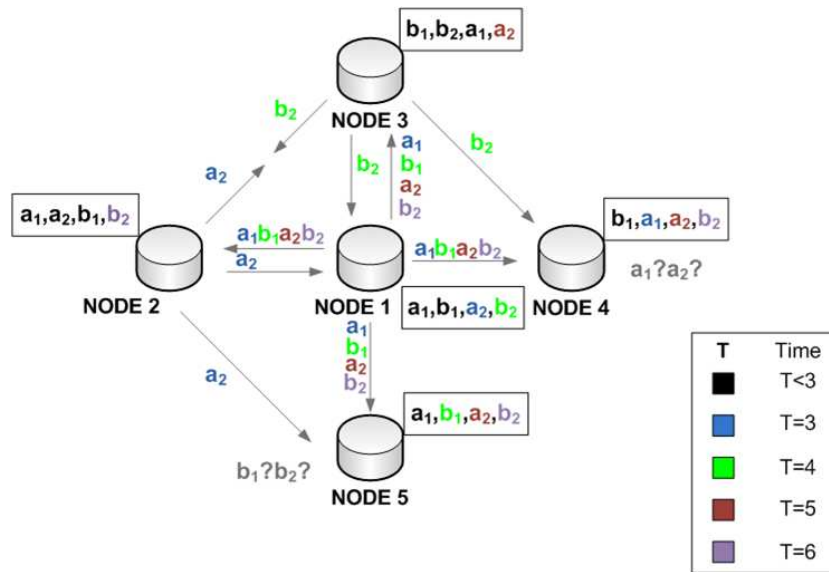 b₁,b₂,a₁,a₂
NODE 3
b₂
a₂
b₂
a₁
b₁
a₂
b₂
b₂
a₁,a₂,b₁,b₂
NODE 2
a₁b₁a₂b₂
a₂
NODE 1
a₁,b₁,a₂,b₂
a₁b₁a₂b₂
b₁,a₁,a₂,b₂
a₁?a₂?
NODE 4
a₂
a₁
b₁
a₂
b₂
a₁,b₁,a₂,b₂
b₁?b₂?
NODE 5
T Time
T<3
T=3
T=4
T=5
T=6